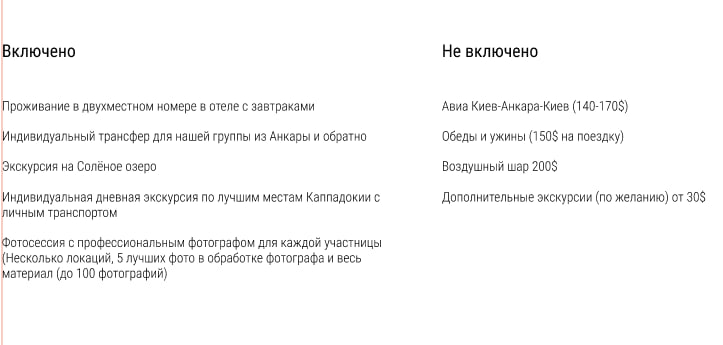 Включено
Проживание в двухместном номере в отеле с завтраками
Индивидуальный трансфер для нашей группы из Анкары и обратно
Экскурсия на Солёное озеро
Индивидуальная дневная экскурсия по лучшим местам Каппадокии с
личным транспортом
Фотосессия с профессиональным фотографом для каждой участницы
(Несколько локаций, 5 лучших фото в обработке фотографа и весь
материал (до 100 фотографий)
Не включено
Авиа Киев-Анкара-Киев (140-170$)
Обеды и ужины (150$ на поездку)
Воздушный шар 200$
Дополнительные экскурсии (по желанию) от 30$